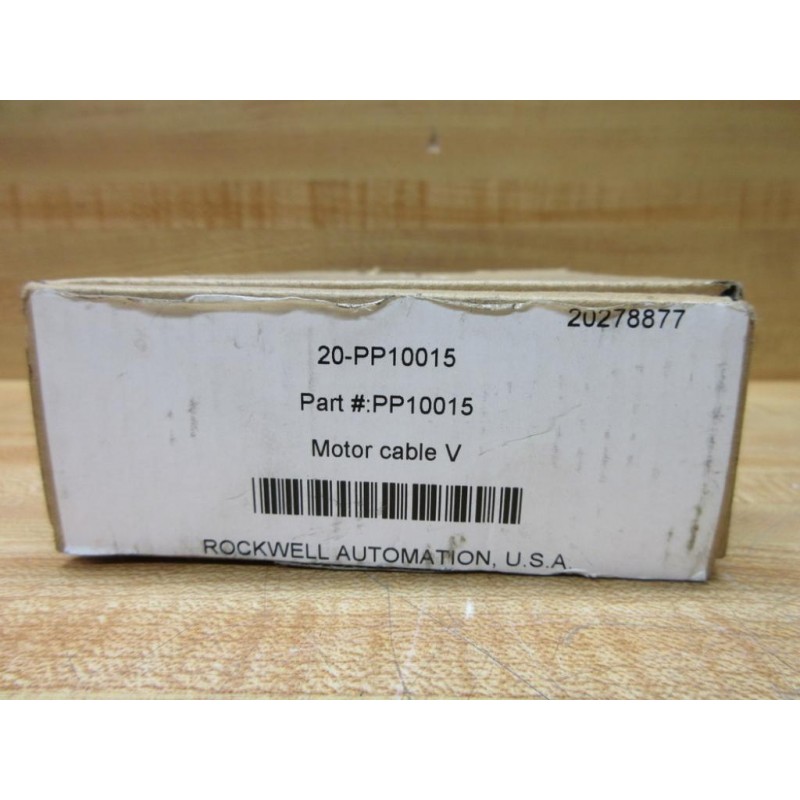 20278877
20-PP10015
Part #:PP10015
Motor cable V
ROCKWELL AUTOMATION, U.S.A.